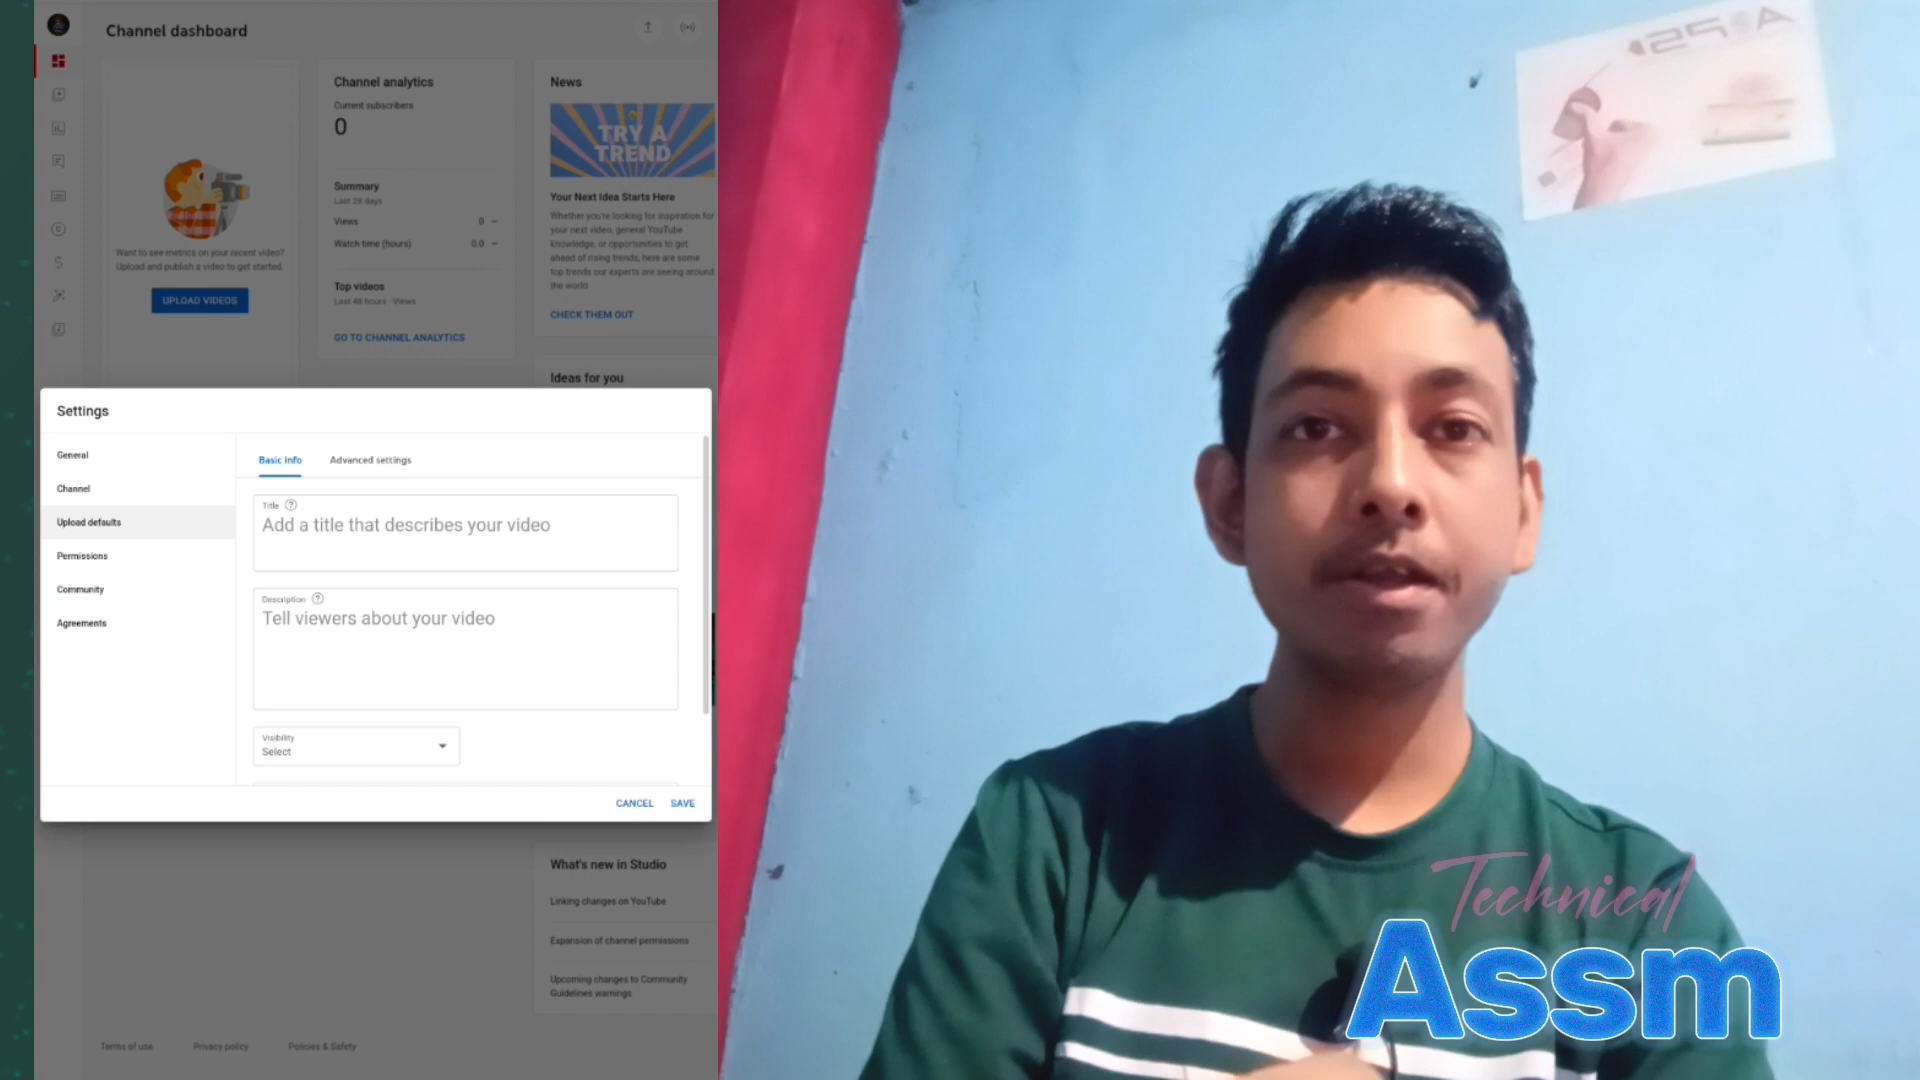 Channel dashboard
Want to see metrics on your recent video?
Upload and publish a video to get started.
UPLOAD VIDEOS
Channel analytics
Current subscribers
0
Summary
Last 28 days
Views 0 —
Watch time (hours) 0.0 —
Top videos
Last 48 hours · Views
GO TO CHANNEL ANALYTICS
News
TRY A
TREND
Your Next Idea Starts Here
Whether you're looking for inspiration for
your next video, general YouTube
knowledge, or opportunities to get
ahead of rising trends, here are some
top trends our experts are seeing around
the world
CHECK THEM OUT
Ideas for you
Settings
General
Channel
Upload defaults
Permissions
Community
Agreements
Basic info
Advanced settings
Title
Add a title that describes your video
Description
Tell viewers about your video
Visibility
Select
CANCEL SAVE
What's new in Studio
Linking changes on YouTube
Expansion of channel permissions
Upcoming changes to Community
Guidelines warnings
Terms of use
Privacy policy
Policies & Safety
Technical
Assm